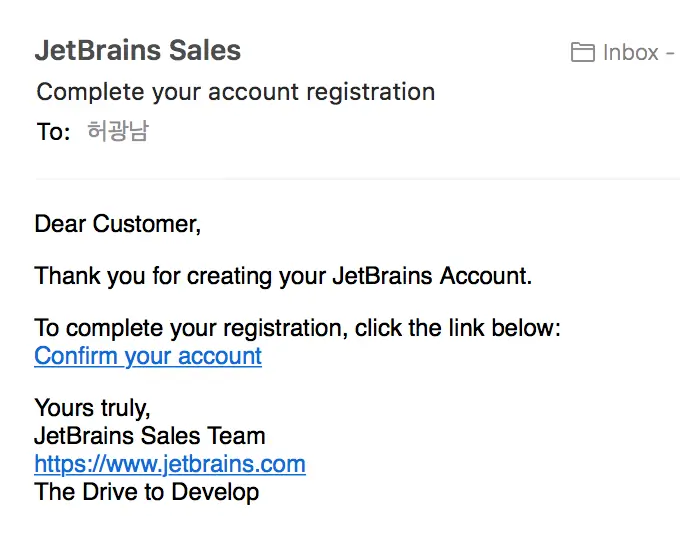 JetBrains Sales
Inbox -
Complete your account registration
To: 허광남
Dear Customer,
Thank you for creating your JetBrains Account.
To complete your registration, click the link below:
Confirm your account
Yours truly,
JetBrains Sales Team
https://www.jetbrains.com
The Drive to Develop